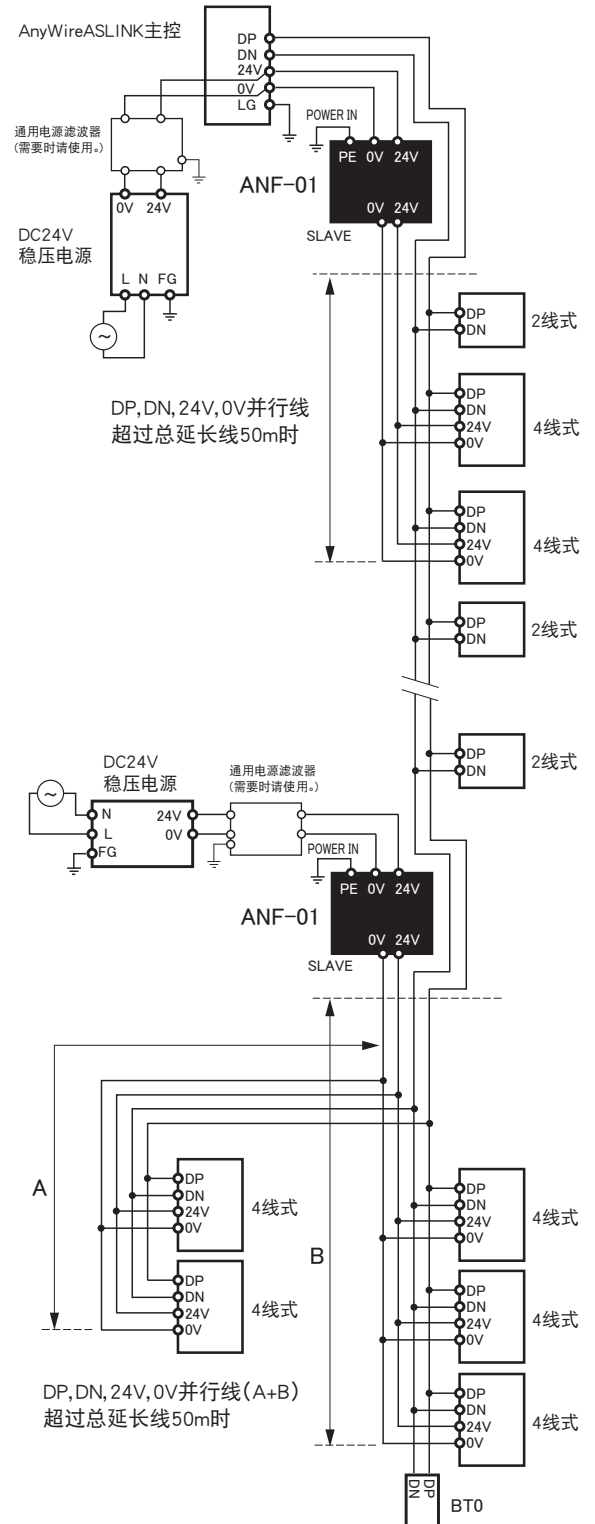 AnyWireASLINK主控
DP
DN
24V
0V
LG
通用电源滤波器
(需要时请使用。)
POWER IN
PE 0V 24V
ANF-01
0V 24V
SLAVE
0V 24V
DC24V
稳压电源
L N FG
DP
DN
2线式
DP,DN,24V,0V并行线
超过总延长线50m时
DP
DN
24V
0V
4线式
DP
DN
24V
0V
4线式
DP
DN
2线式
DP
DN
2线式
DC24V
稳压电源
N
L
FG
24V
0V
通用电源滤波器
(需要时请使用。)
POWER IN
PE 0V 24V
ANF-01
0V 24V
SLAVE
A
B
DP
DN
24V
0V
4线式
DP
DN
24V
0V
4线式
DP
DN
24V
0V
4线式
DP
DN
24V
0V
4线式
DP
DN
24V
0V
4线式
DP,DN,24V,0V并行线(A+B)
超过总延长线50m时
DN
DP
BT0